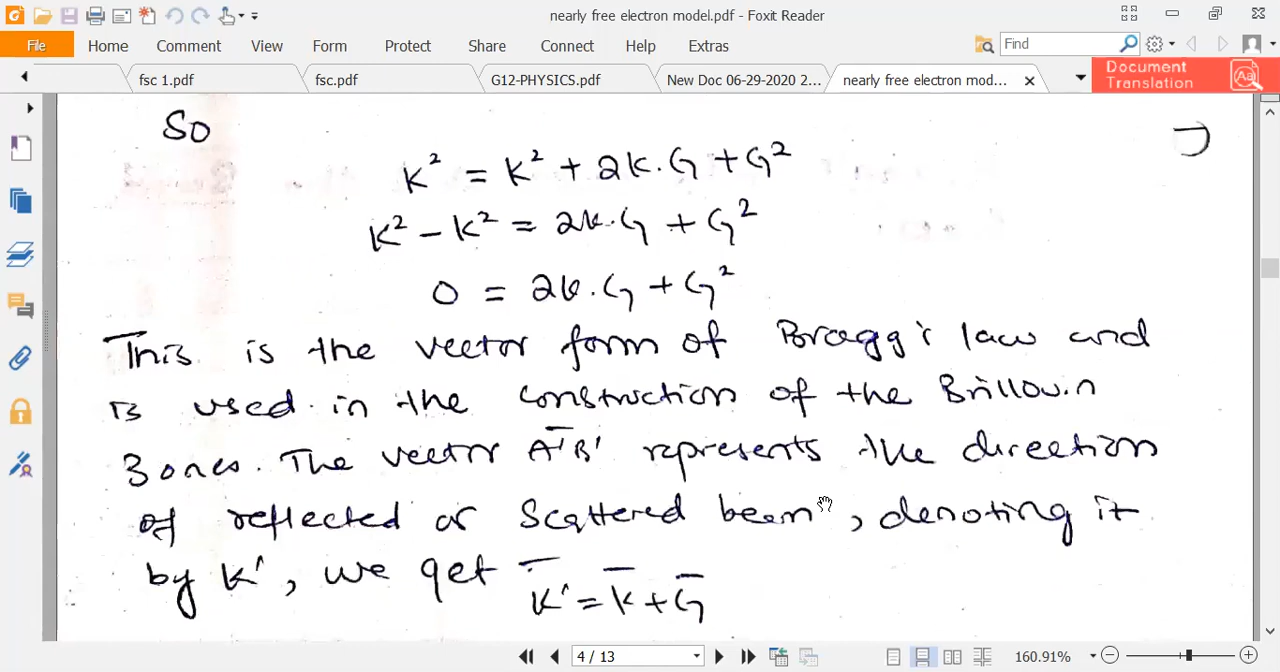 nearly free electron model.pdf - Foxit Reader
File Home Comment View Form Protect Share Connect Help Extras
Find
fsc 1.pdf fsc.pdf G12-PHYSICS.pdf New Doc 06-29-2020 2... nearly free electron mod...
Document
Translation
So
K² = K² + 2K.G + G²
K² - K² = 2K.G + G²
0 = 2K.G + G²
This is the vector form of Bragg's law and
is used in the construction of the Brillouin
Zones. The vector A'B' represents the direction
of reflected or Scattered beam, denoting it
by K', we get
K̅' = K̅ + G̅
4 / 13
160.91%